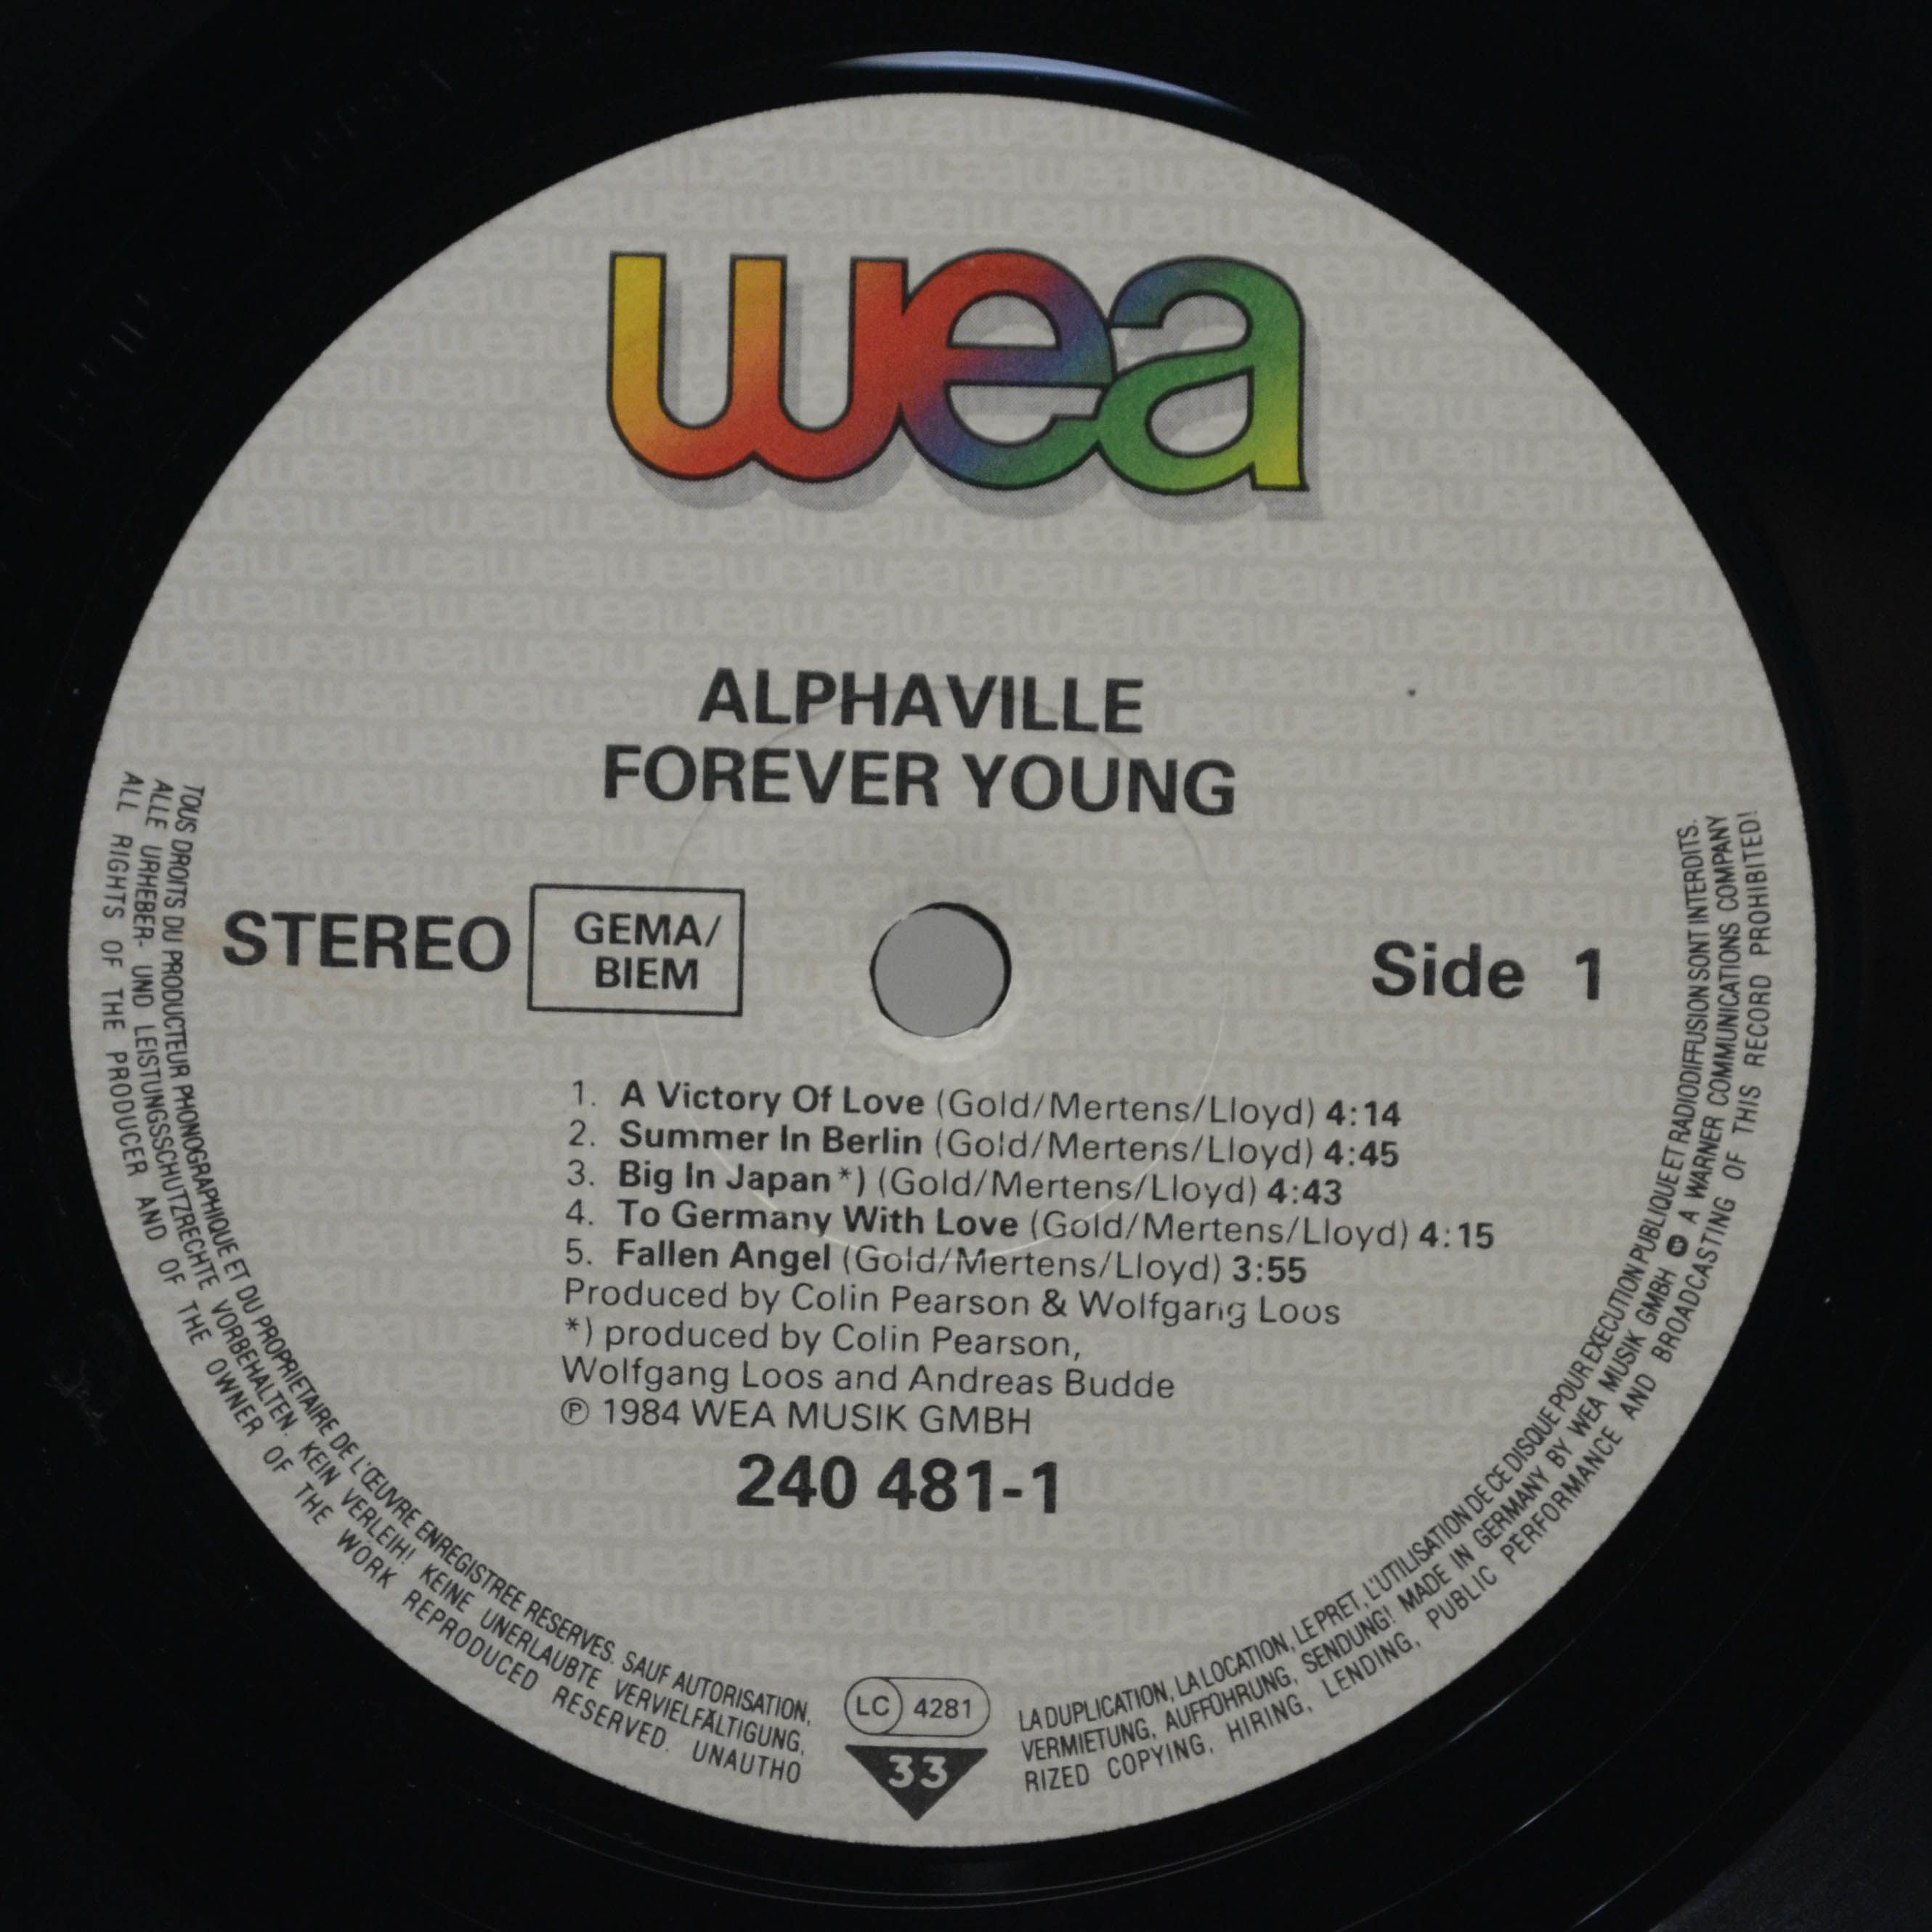 wea
ALPHAVILLE
FOREVER YOUNG
STEREO
GEMA/
BIEM
Side 1
1. A Victory Of Love (Gold/Mertens/Lloyd) 4:14
2. Summer In Berlin (Gold/Mertens/Lloyd) 4:45
3. Big In Japan*) (Gold/Mertens/Lloyd) 4:43
4. To Germany With Love (Gold/Mertens/Lloyd) 4:15
5. Fallen Angel (Gold/Mertens/Lloyd) 3:55
Produced by Colin Pearson & Wolfgang Loos
*) produced by Colin Pearson,
Wolfgang Loos and Andreas Budde
℗ 1984 WEA MUSIK GMBH
240 481-1
TOUS DROITS DU PRODUCTEUR PHONOGRAPHIQUE ET DU PROPRIETAIRE DE L'ŒUVRE ENREGISTREE RESERVES. SAUF AUTORISATION, LA DUPLICATION, LA LOCATION, LE PRET, L'UTILISATION DE CE DISQUE POUR EXECUTION PUBLIQUE ET RADIODIFFUSION SONT INTERDITS.
ALLE URHEBER- UND LEISTUNGSSCHUTZRECHTE VORBEHALTEN. KEIN VERLEIH! KEINE UNERLAUBTE VERVIELFÄLTIGUNG, VERMIETUNG, AUFFÜHRUNG, SENDUNG! MADE IN GERMANY BY WEA MUSIK GMBH A WARNER COMMUNICATIONS COMPANY
ALL RIGHTS OF THE PRODUCER AND OF THE OWNER OF THE WORK REPRODUCED RESERVED. UNAUTHORIZED COPYING, HIRING, LENDING, PUBLIC PERFORMANCE AND BROADCASTING OF THIS RECORD PROHIBITED!
LC 4281
33